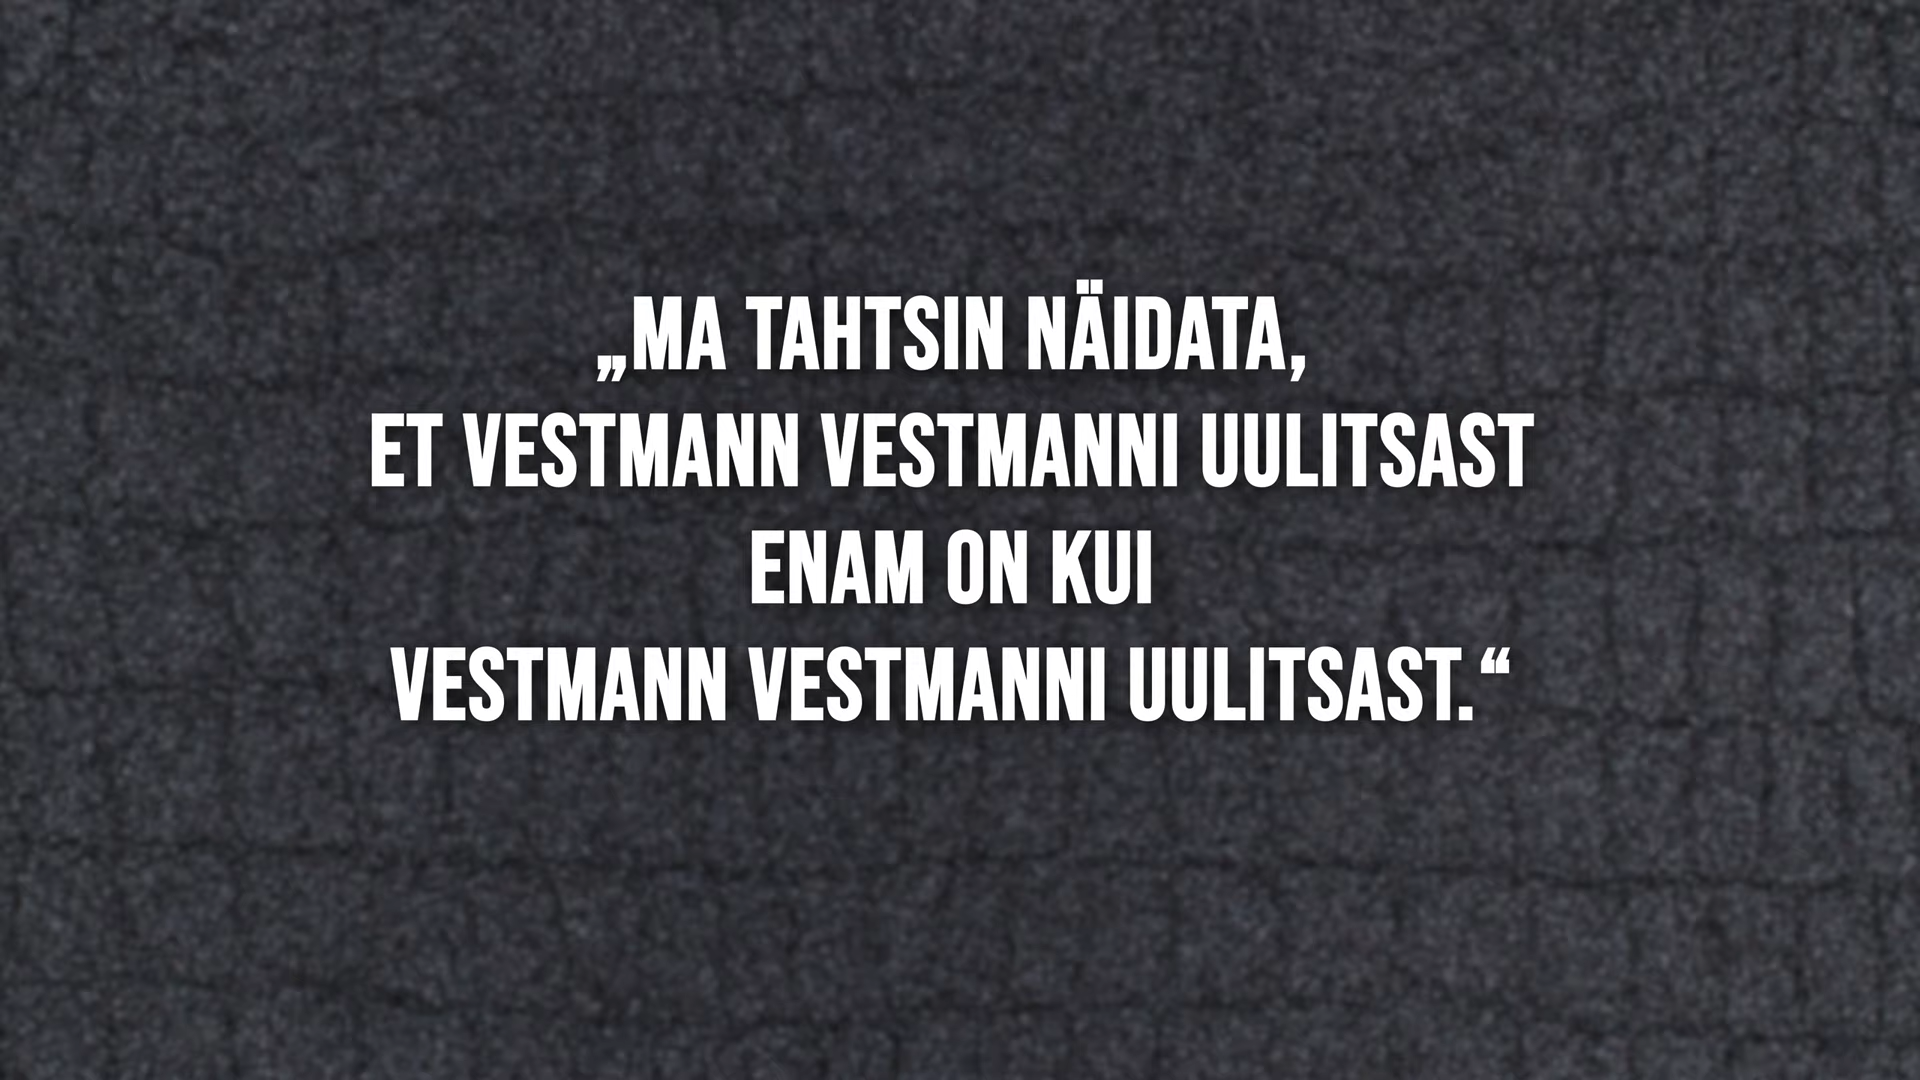 „MA TAHTSIN NÄIDATA,
ET VESTMANN VESTMANNI UULITSAST
ENAM ON KUI
VESTMANN VESTMANNI UULITSAST.“